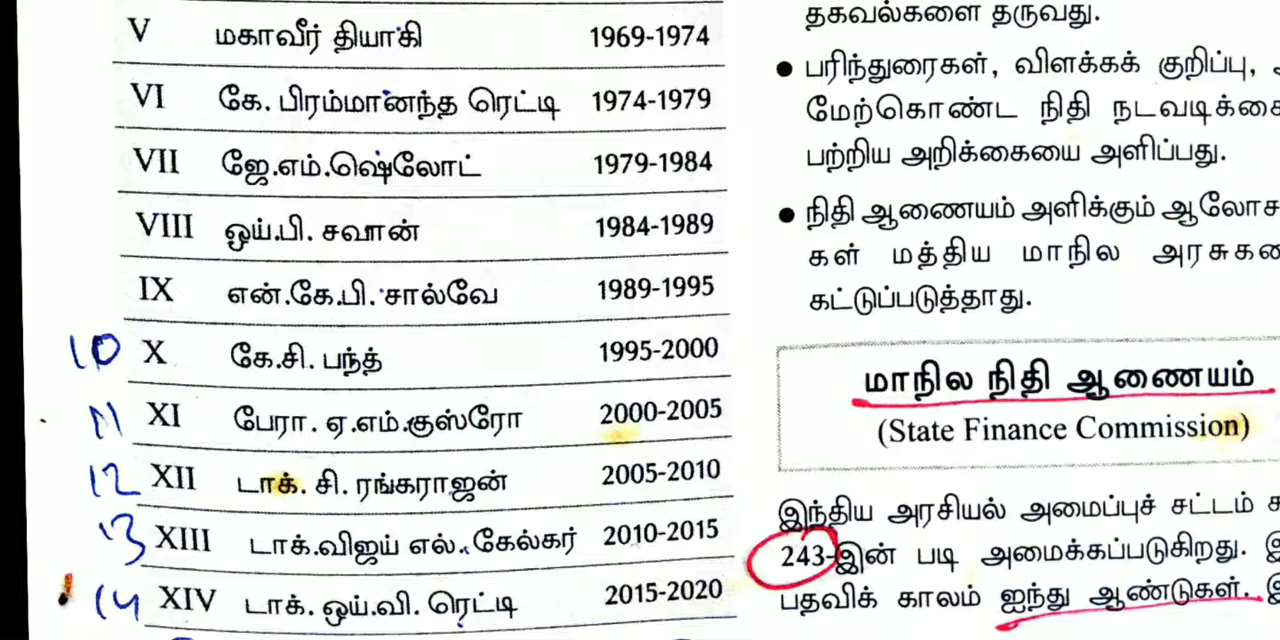 V மகாவீர் தியாகி 1969-1974
VI கே. பிரம்மானந்த ரெட்டி 1974-1979
VII ஜே.எம்.ஷெலோட் 1979-1984
VIII ஒய்.பி. சவான் 1984-1989
IX என்.கே.பி. சால்வே 1989-1995
10 X கே.சி. பந்த் 1995-2000
11 XI பேரா. ஏ.எம்.குஸ்ரோ 2000-2005
12 XII டாக். சி. ரங்கராஜன் 2005-2010
13 XIII டாக்.விஜய் எல். கேல்கர் 2010-2015
14 XIV டாக். ஒய்.வி. ரெட்டி 2015-2020
தகவல்களை தருவது.
● பரிந்துரைகள், விளக்கக் குறிப்பு,
மேற்கொண்ட நிதி நடவடிக்கை
பற்றிய அறிக்கையை அளிப்பது.
● நிதி ஆணையம் அளிக்கும் ஆலோச
கள் மத்திய மாநில அரசுகளை
கட்டுப்படுத்தாது.
மாநில நிதி ஆணையம்
(State Finance Commission)
இந்திய அரசியல் அமைப்புச் சட்டம்
243-இன் படி அமைக்கப்படுகிறது.
பதவிக் காலம் ஐந்து ஆண்டுகள்.